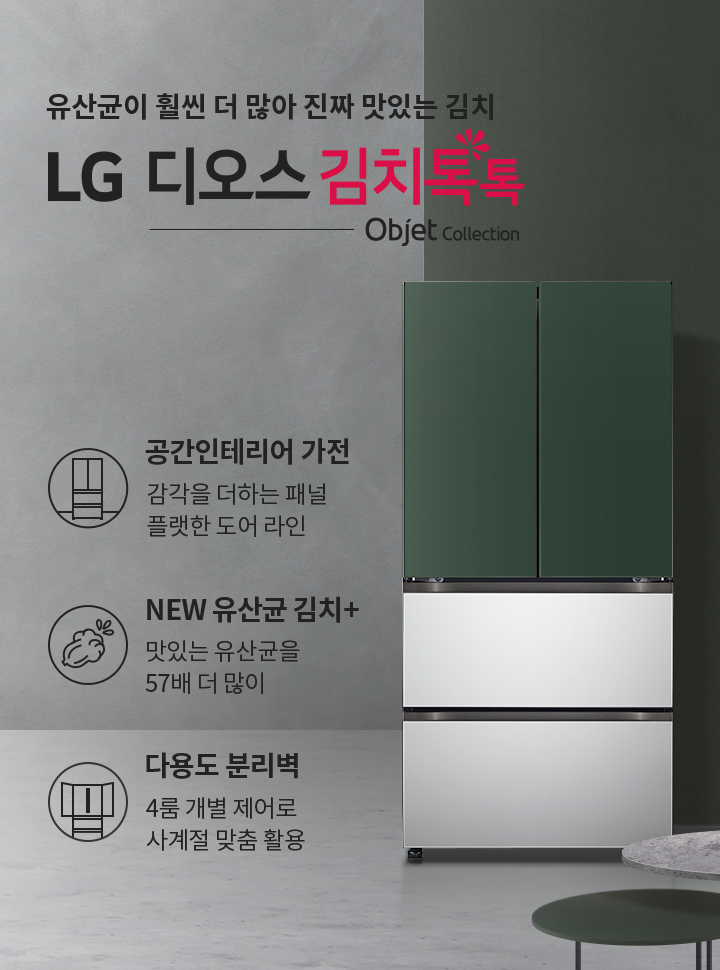 유산균이 훨씬 더 많아 진짜 맛있는 김치
LG 디오스 김치톡톡
Objet Collection
공간인테리어 가전
감각을 더하는 패널
플랫한 도어 라인
NEW 유산균 김치+
맛있는 유산균을
57배 더 많이
다용도 분리벽
4룸 개별 제어로
사계절 맞춤 활용